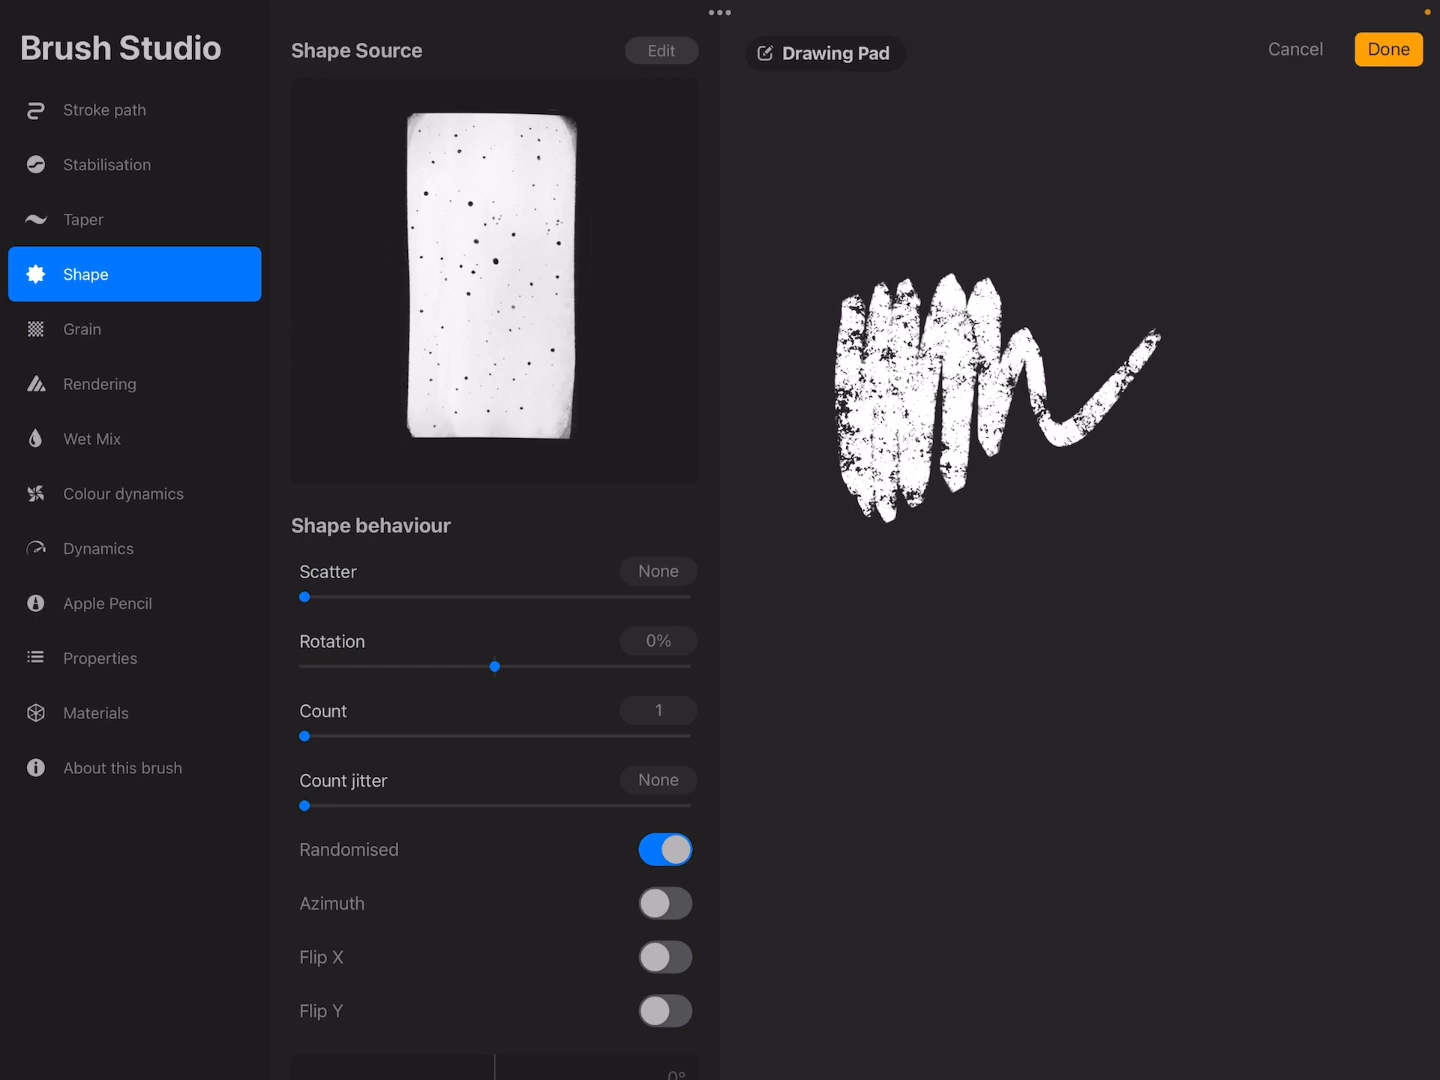 Brush Studio
Stroke path
Stabilisation
Taper
Shape
Grain
Rendering
Wet Mix
Colour dynamics
Dynamics
Apple Pencil
Properties
Materials
About this brush
Shape Source
Edit
Shape behaviour
Scatter None
Rotation 0%
Count 1
Count jitter None
Randomised
Azimuth
Flip X
Flip Y
0°
Drawing Pad
Cancel
Done